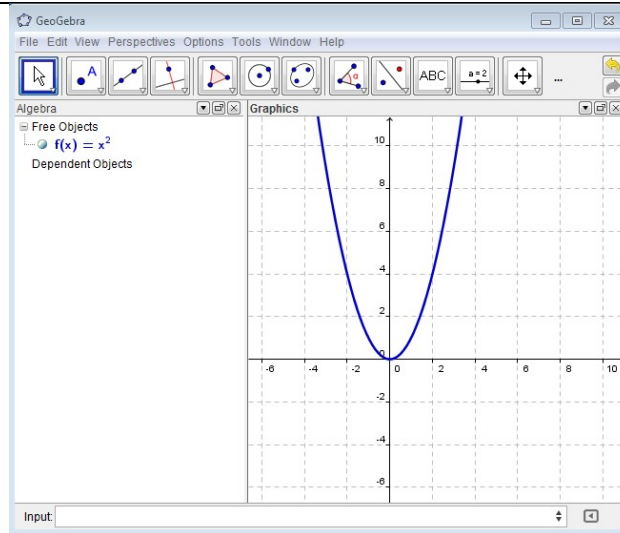 GeoGebra
File Edit View Perspectives Options Tools Window Help
A α ABC a=2 ...
Algebra
Graphics
Free Objects
f(x) = x²
Dependent Objects
10
8
6
4
2
0
-6 -4 -2 0 2 4 6 8 10
-2
-4
-6
Input: